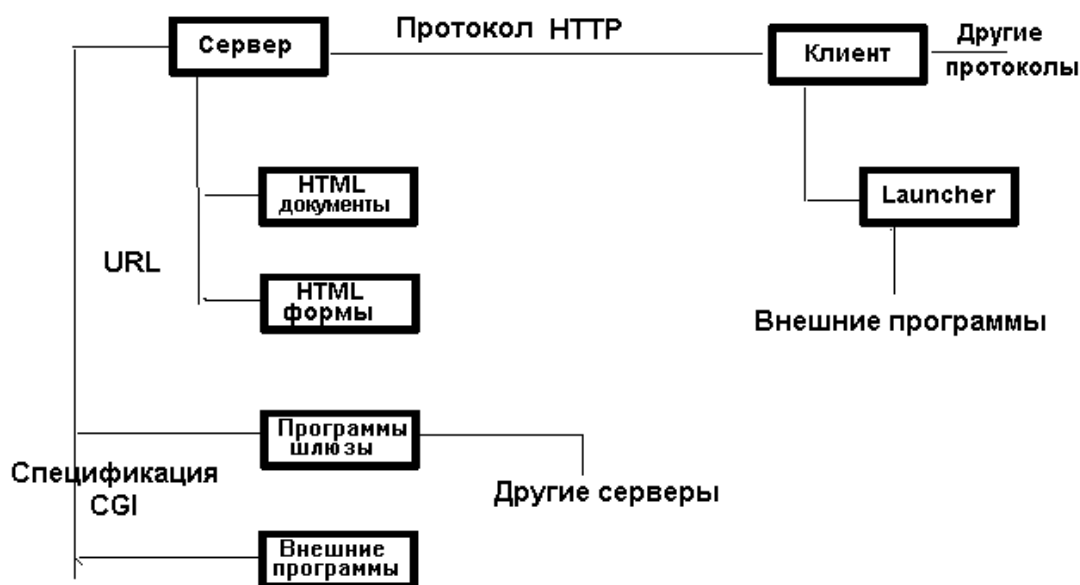 Сервер
Протокол HTTP
Клиент
Другие
протоколы
HTML
документы
Launcher
URL
HTML
формы
Внешние программы
Программы
шлюзы
Спецификация
CGI
Другие серверы
Внешние
программы